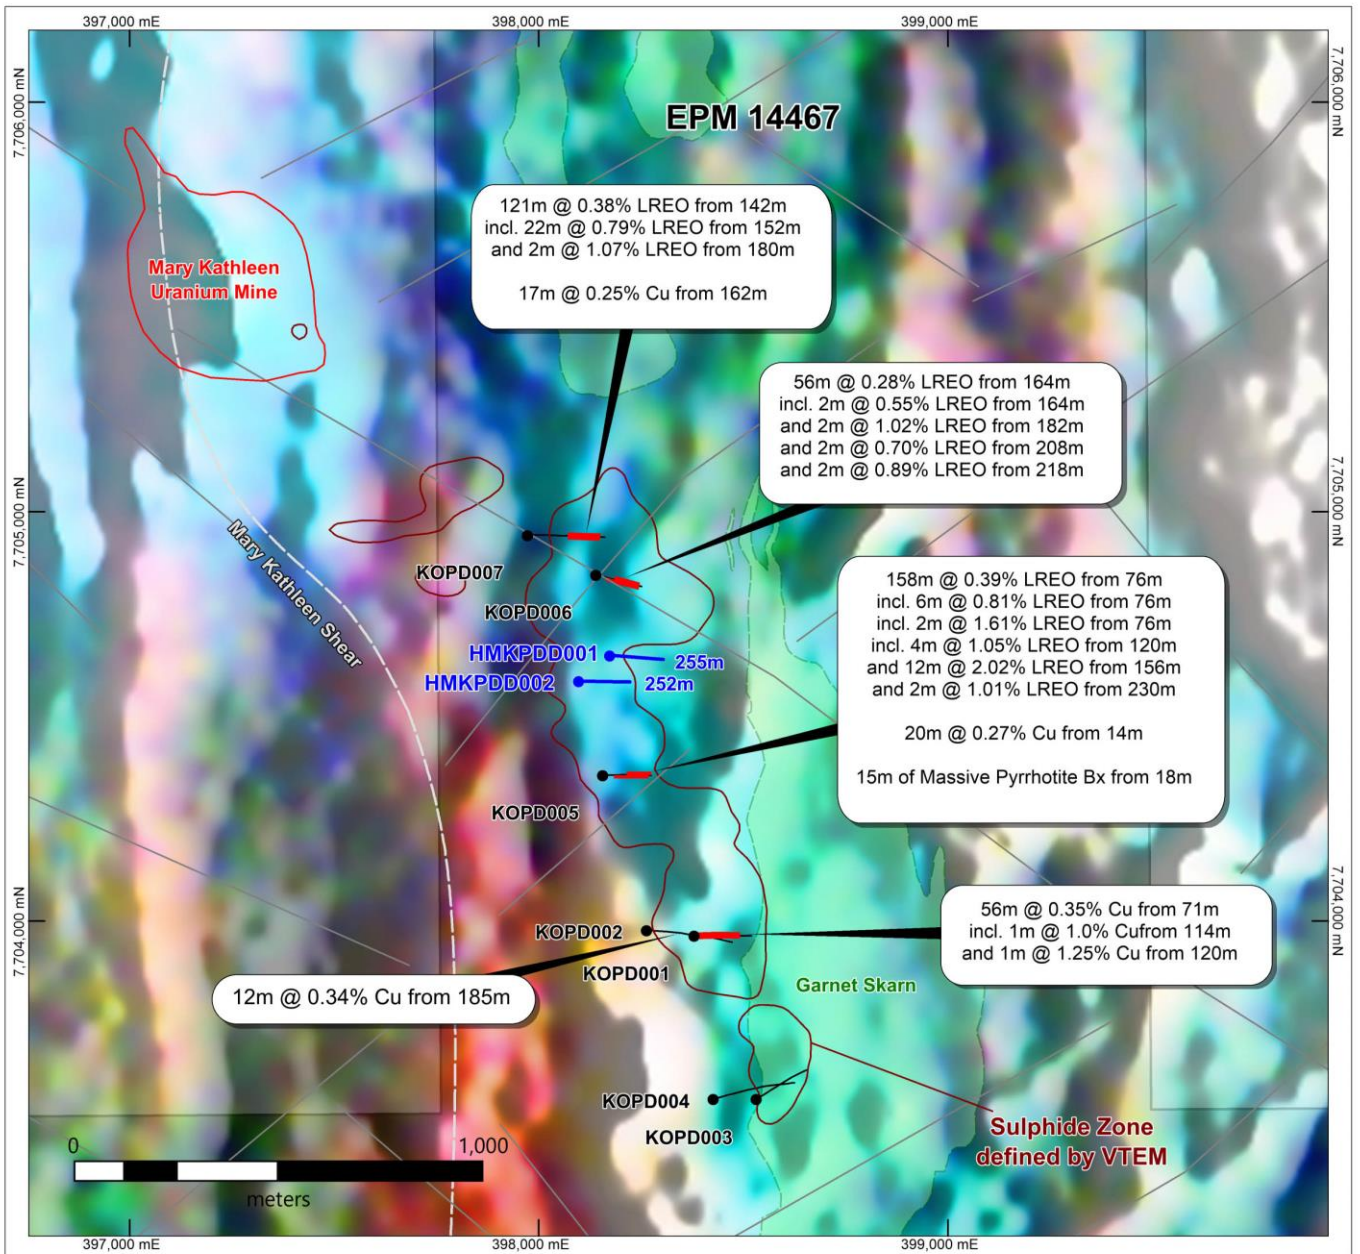 397,000 mE
398,000 mE
399,000 mE
7,706,000 mN
7,706,000 mN
EPM 14467
121m @ 0.38% LREO from 142m
incl. 22m @ 0.79% LREO from 152m
and 2m @ 1.07% LREO from 180m
17m @ 0.25% Cu from 162m
Mary Kathleen
Uranium Mine
56m @ 0.28% LREO from 164m
incl. 2m @ 0.55% LREO from 164m
and 2m @ 1.02% LREO from 182m
and 2m @ 0.70% LREO from 208m
and 2m @ 0.89% LREO from 218m
7,705,000 mN
7,705,000 mN
Mary Kathleen Shear
KOPD007
KOPD006
HMKPDD001
255m
HMKPDD002
252m
158m @ 0.39% LREO from 76m
incl. 6m @ 0.81% LREO from 76m
incl. 2m @ 1.61% LREO from 76m
incl. 4m @ 1.05% LREO from 120m
and 12m @ 2.02% LREO from 156m
and 2m @ 1.01% LREO from 230m
20m @ 0.27% Cu from 14m
15m of Massive Pyrrhotite Bx from 18m
KOPD005
7,704,000 mN
7,704,000 mN
KOPD002
KOPD001
56m @ 0.35% Cu from 71m
incl. 1m @ 1.0% Cufrom 114m
and 1m @ 1.25% Cu from 120m
12m @ 0.34% Cu from 185m
Garnet Skarn
KOPD004
KOPD003
Sulphide Zone
defined by VTEM
0
1,000
meters
397,000 mE
398,000 mE
399,000 mE